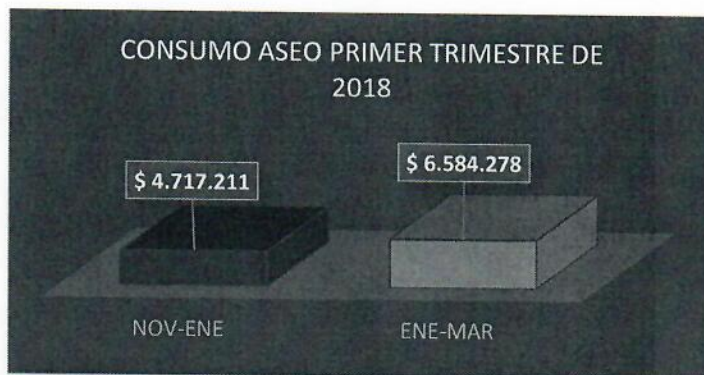 CONSUMO ASEO PRIMER TRIMESTRE DE
2018
$ 4.717.211
$ 6.584.278
NOV-ENE
ENE-MAR